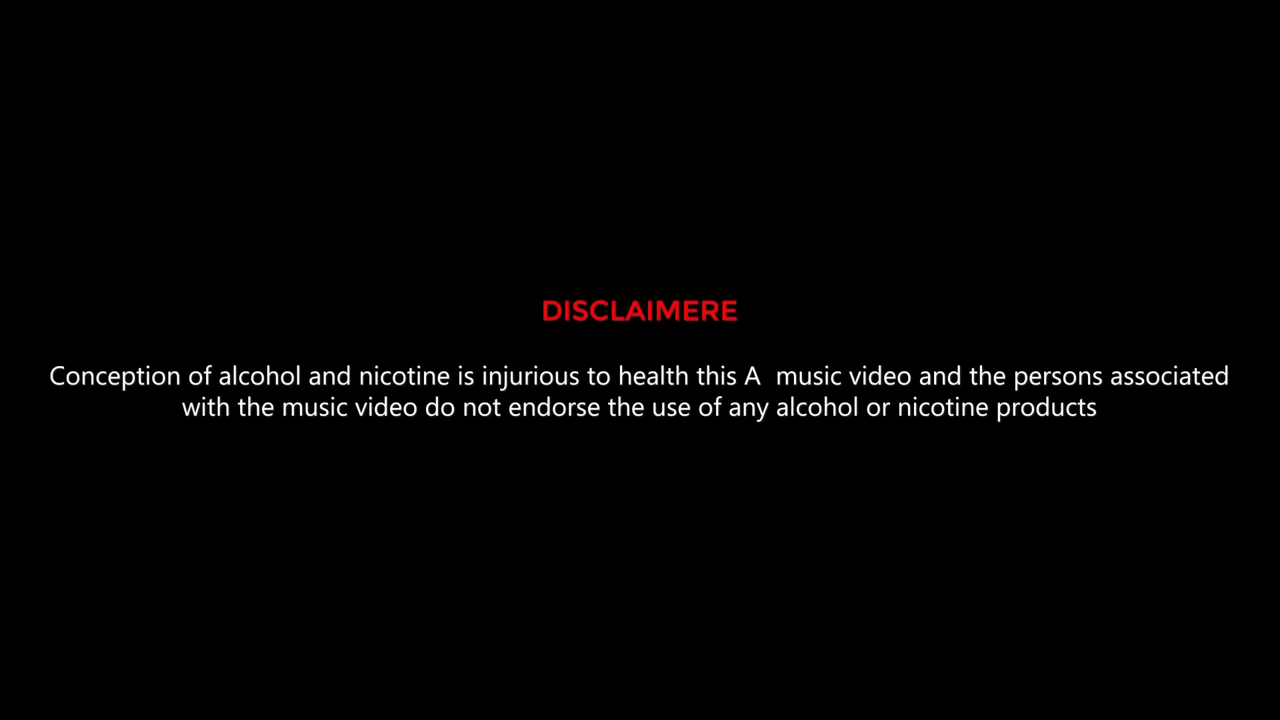 DISCLAIMERE
Conception of alcohol and nicotine is injurious to health this A  music video and the persons associated
with the music video do not endorse the use of any alcohol or nicotine products